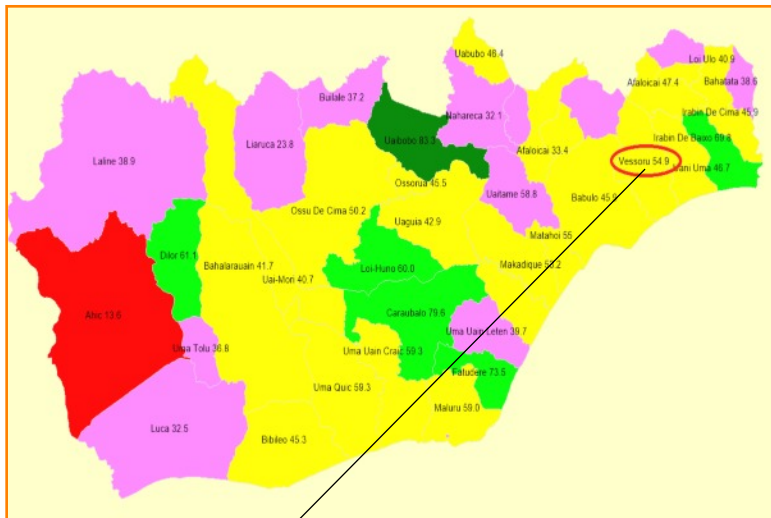 Uabubo 46.4
Loi Ulo 40.9
Afaloicai 47.4
Bahatata 38.6
Builale 37.2
Irabin De Cima 45.9
Nahareca 32.1
Irabin De Baixo 69.8
Uaibobo 83.3
Liaruca 23.8
Afaloicai 33.4
Laline 38.9
Vessoru 54.9
Uani Uma 46.7
Ossorua 45.5
Uaitame 58.8
Babulo 45.9
Ossu De Cima 50.2
Uaguia 42.9
Matahoi 55
Dilor 61.1
Bahalarauain 41.7
Loi-Huno 60.0
Makadique 53.2
Uai-Mori 40.7
Ahic 13.6
Caraubalo 79.6
Uma Uain Leten 39.7
Uma Tolu 36.8
Uma Uain Craic 59.3
Fatudere 73.5
Uma Quic 59.3
Maluru 59.0
Luca 32.5
Bibileo 45.3